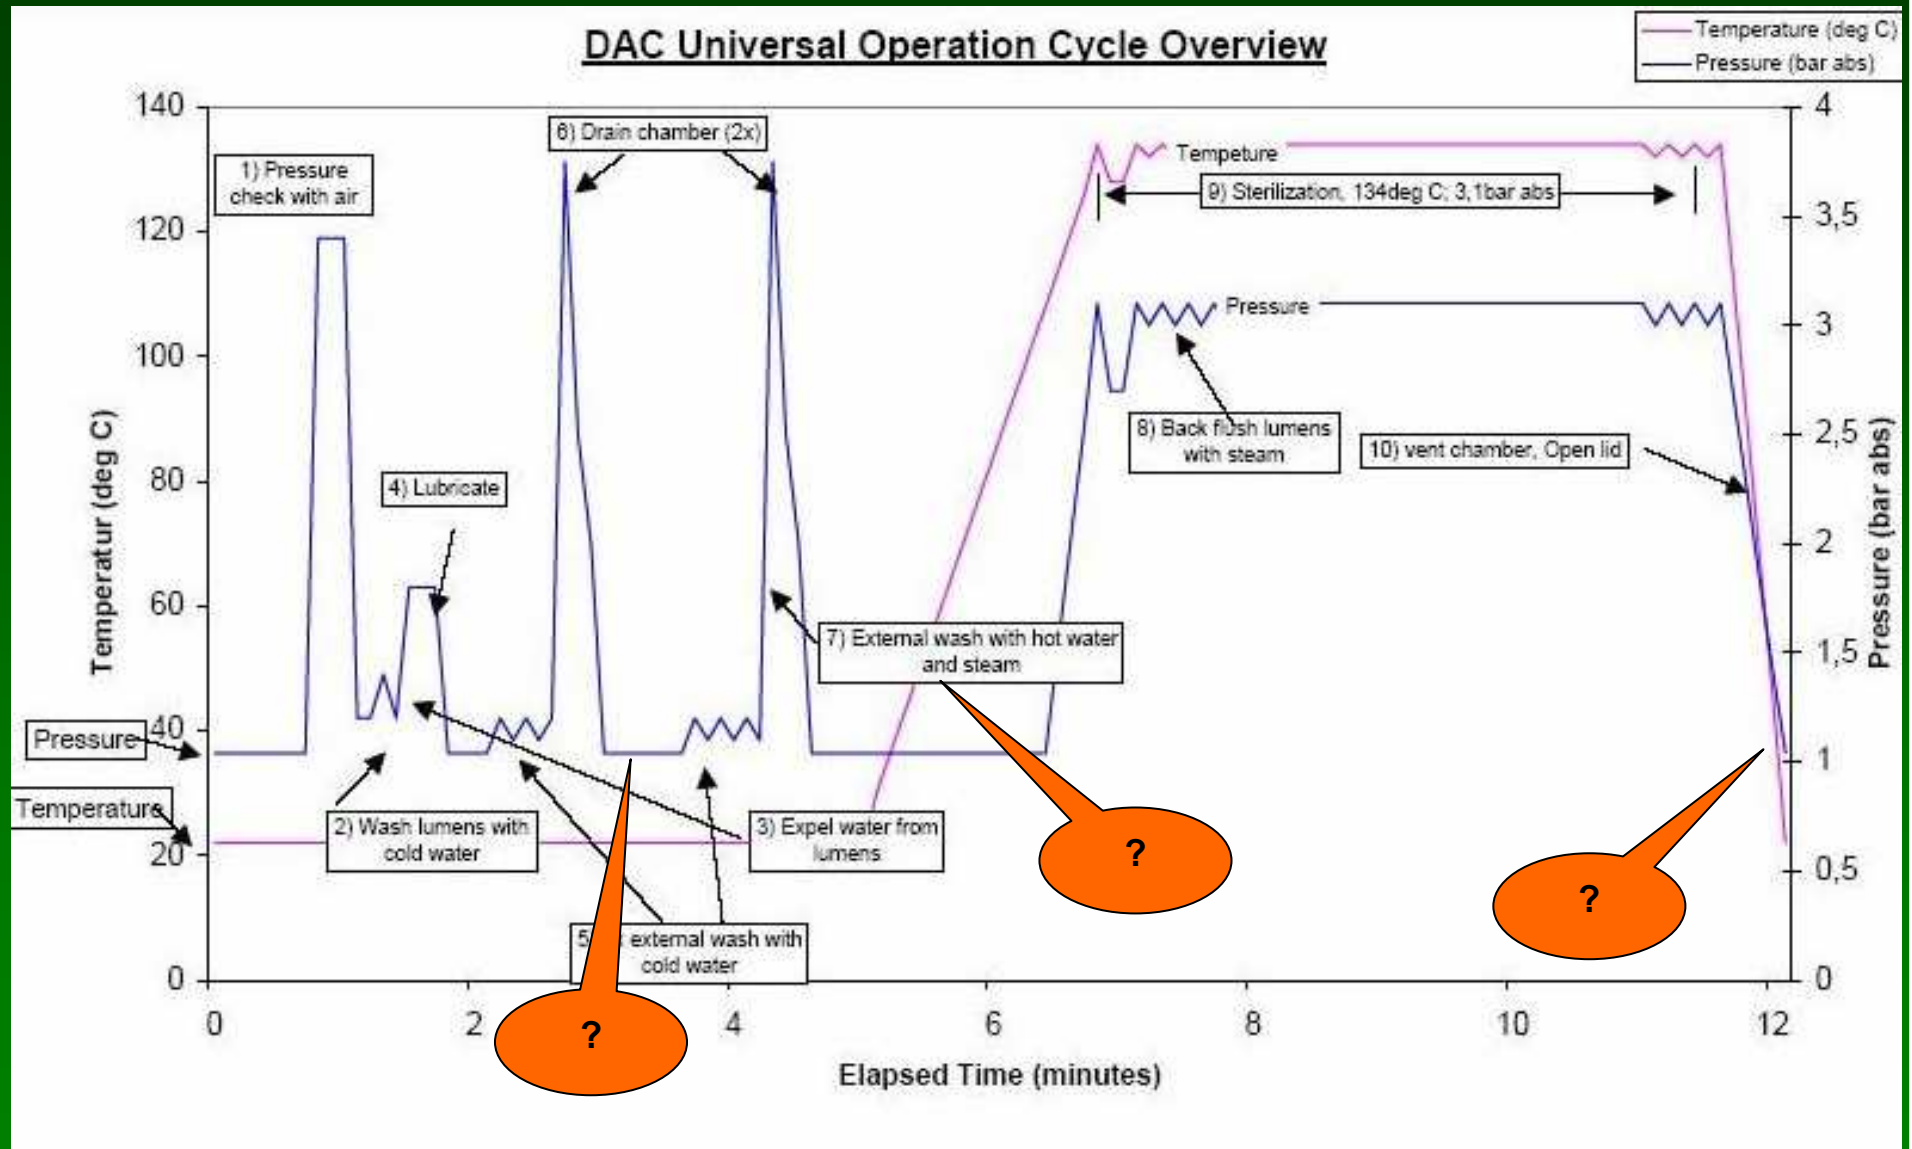 DAC Universal Operation Cycle Overview
Temperature (deg C)
Pressure (bar abs)
140
120
100
80
60
40
20
0
Temperatur (deg C)
4
3,5
3
2,5
2
1,5
1
0,5
0
Pressure (bar abs)
0
2
4
6
8
10
12
Elapsed Time (minutes)
1) Pressure
check with air
6) Drain chamber (2x)
Tempeture
9) Sterilization, 134deg C; 3,1bar abs
Pressure
8) Back flush lumens
with steam
10) vent chamber, Open lid
4) Lubricate
7) External wash with hot water
and steam
Pressure
Temperature
2) Wash lumens with
cold water
3) Expel water from
lumens
external wash with
cold water
?
?
?